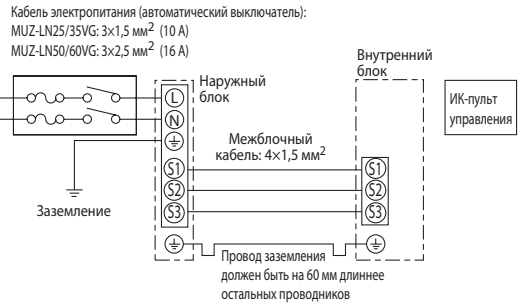 Кабель электропитания (автоматический выключатель):
MUZ-LN25/35VG: 3×1,5 мм² (10 А)
MUZ-LN50/60VG: 3×2,5 мм² (16 А)
Наружный
блок
Внутренний
блок
ИК-пульт
управления
L
N
Межблочный
кабель: 4×1,5 мм²
S1
S2
S3
S1
S2
S3
Заземление
Провод заземления
должен быть на 60 мм длиннее
остальных проводников